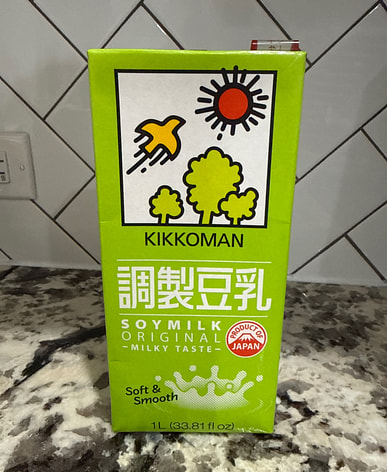 KIKKOMAN
調製豆乳
SOYMILK
ORIGINAL
–MILKY TASTE–
PRODUCT OF
JAPAN
Soft &
Smooth
1L (33.81 fl oz)